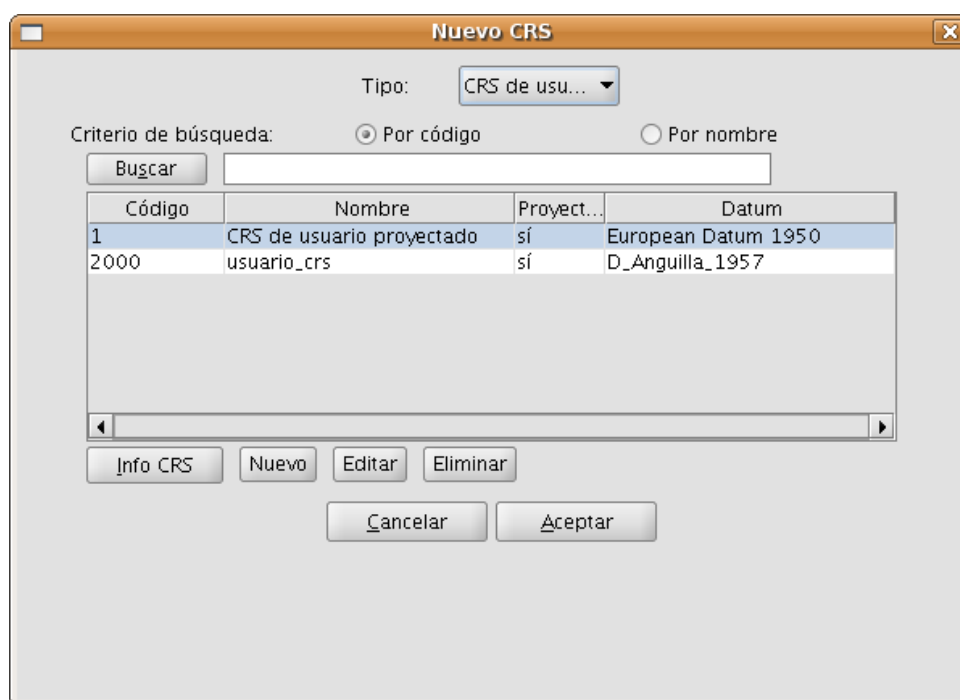 Nuevo CRS
Tipo: CRS de usu...
Criterio de búsqueda: Por código Por nombre
Buscar
Código Nombre Proyect... Datum
1 CRS de usuario proyectado sí European Datum 1950
2000 usuario_crs sí D_Anguilla_1957
Info CRS Nuevo Editar Eliminar
Cancelar Aceptar